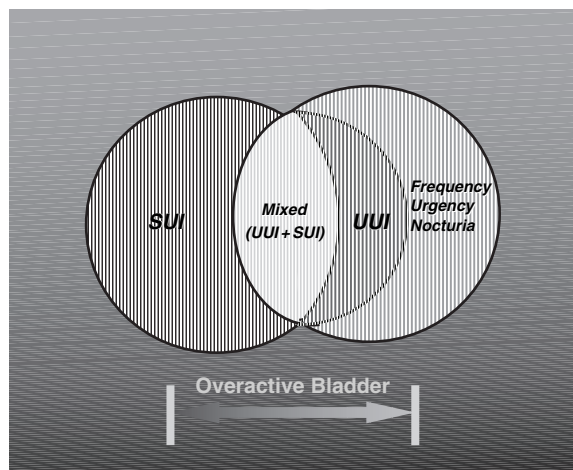 SUI
Mixed
(UUI + SUI)
UUI
Frequency
Urgency
Nocturia
Overactive Bladder